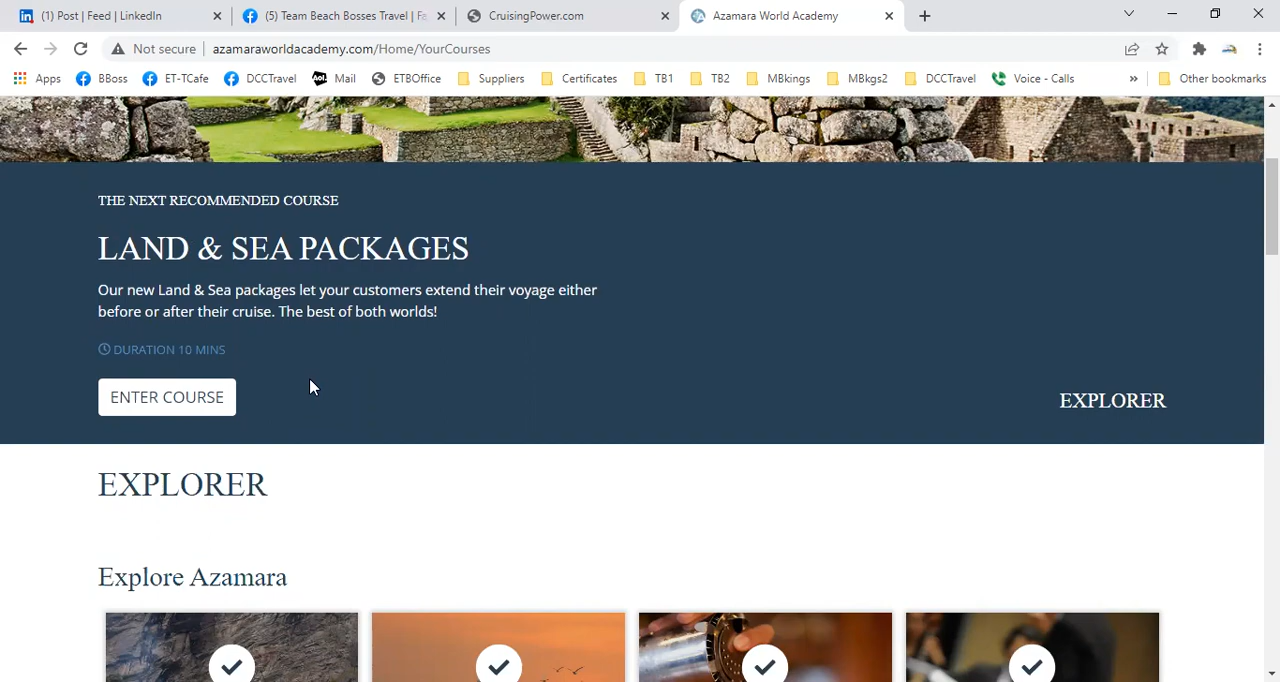 (1) Post | Feed | LinkedIn
(5) Team Beach Bosses Travel | Fa
CruisingPower.com
Azamara World Academy
Not secure
azamaraworldacademy.com/Home/YourCourses
Apps
BBoss
ET-TCafe
DCCTravel
Aol.
Mail
ETBOffice
Suppliers
Certificates
TB1
TB2
MBkings
MBkgs2
DCCTravel
Voice - Calls
»
Other bookmarks
THE NEXT RECOMMENDED COURSE
LAND & SEA PACKAGES
Our new Land & Sea packages let your customers extend their voyage either
before or after their cruise. The best of both worlds!
DURATION 10 MINS
ENTER COURSE
EXPLORER
EXPLORER
Explore Azamara